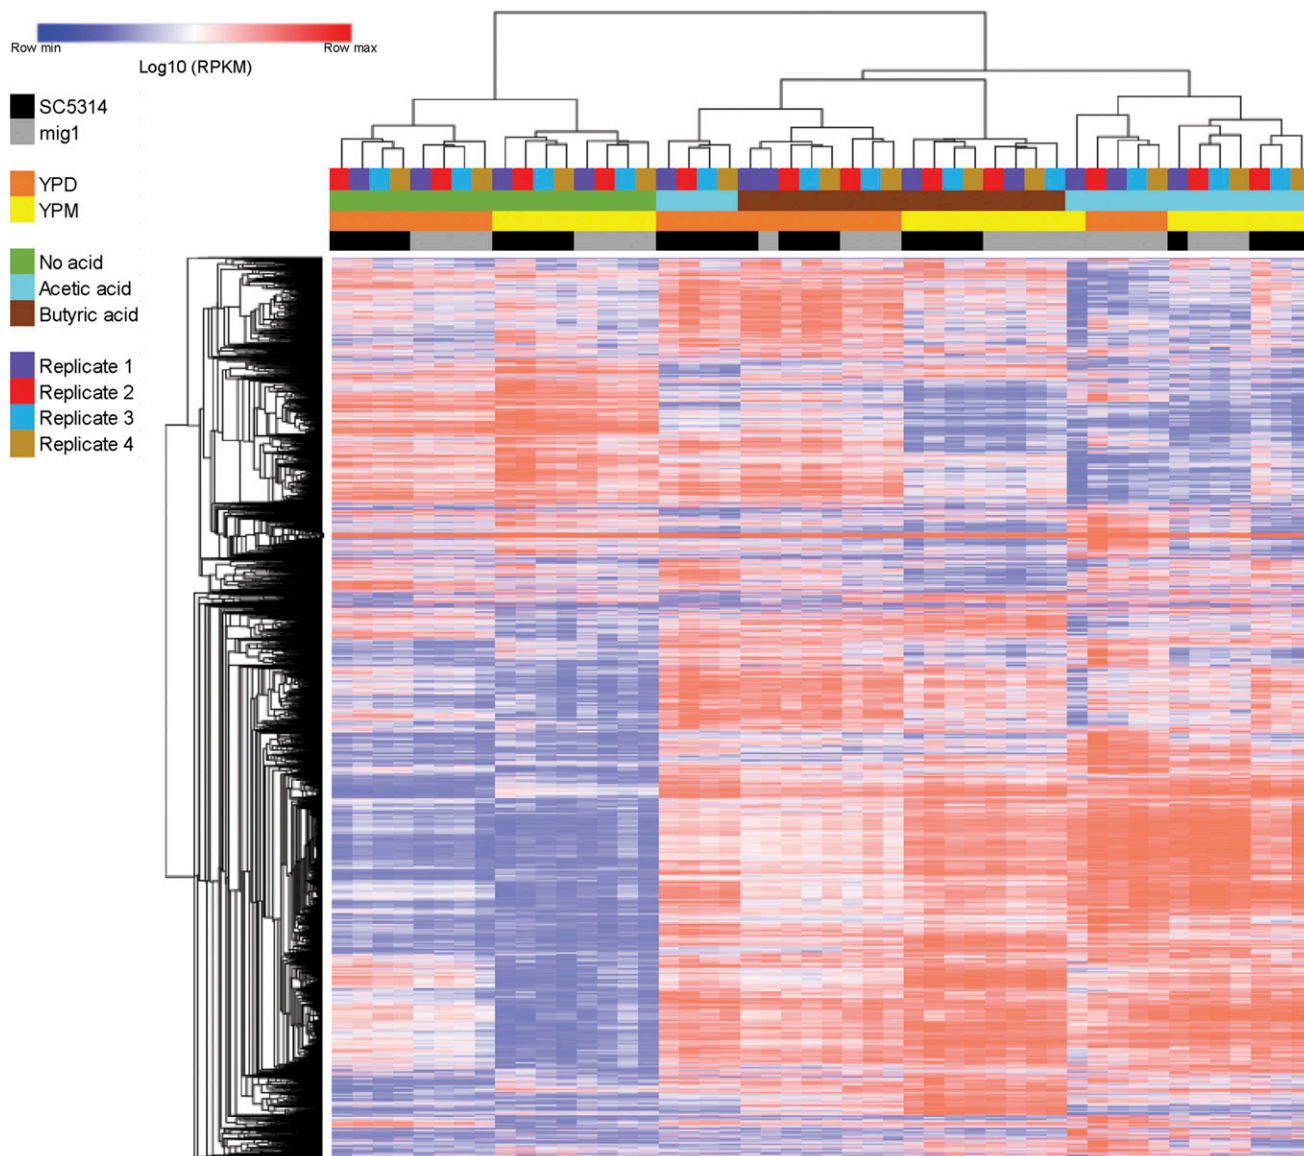 Row min
Row max
Log10 (RPKM)
SC5314
mig1
YPD
YPM
No acid
Acetic acid
Butyric acid
Replicate 1
Replicate 2
Replicate 3
Replicate 4